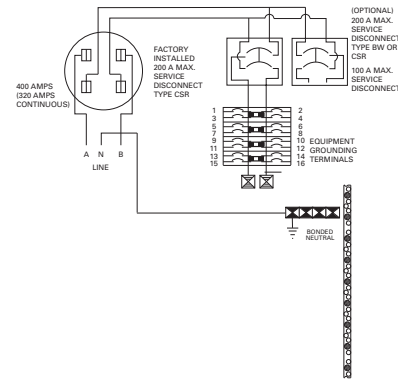 (OPTIONAL)
200 A MAX.
SERVICE
DISCONNECT
TYPE BW OR
CSR
100 A MAX.
SERVICE
DISCONNECT
FACTORY
INSTALLED
200 A MAX.
SERVICE
DISCONNECT
TYPE CSR
400 AMPS
(320 AMPS
CONTINUOUS)
A N B
LINE
1 2
3 4
5 6
7 8
9 10
11 12
13 14
15 16
EQUIPMENT
GROUNDING
TERMINALS
BONDED
NEUTRAL